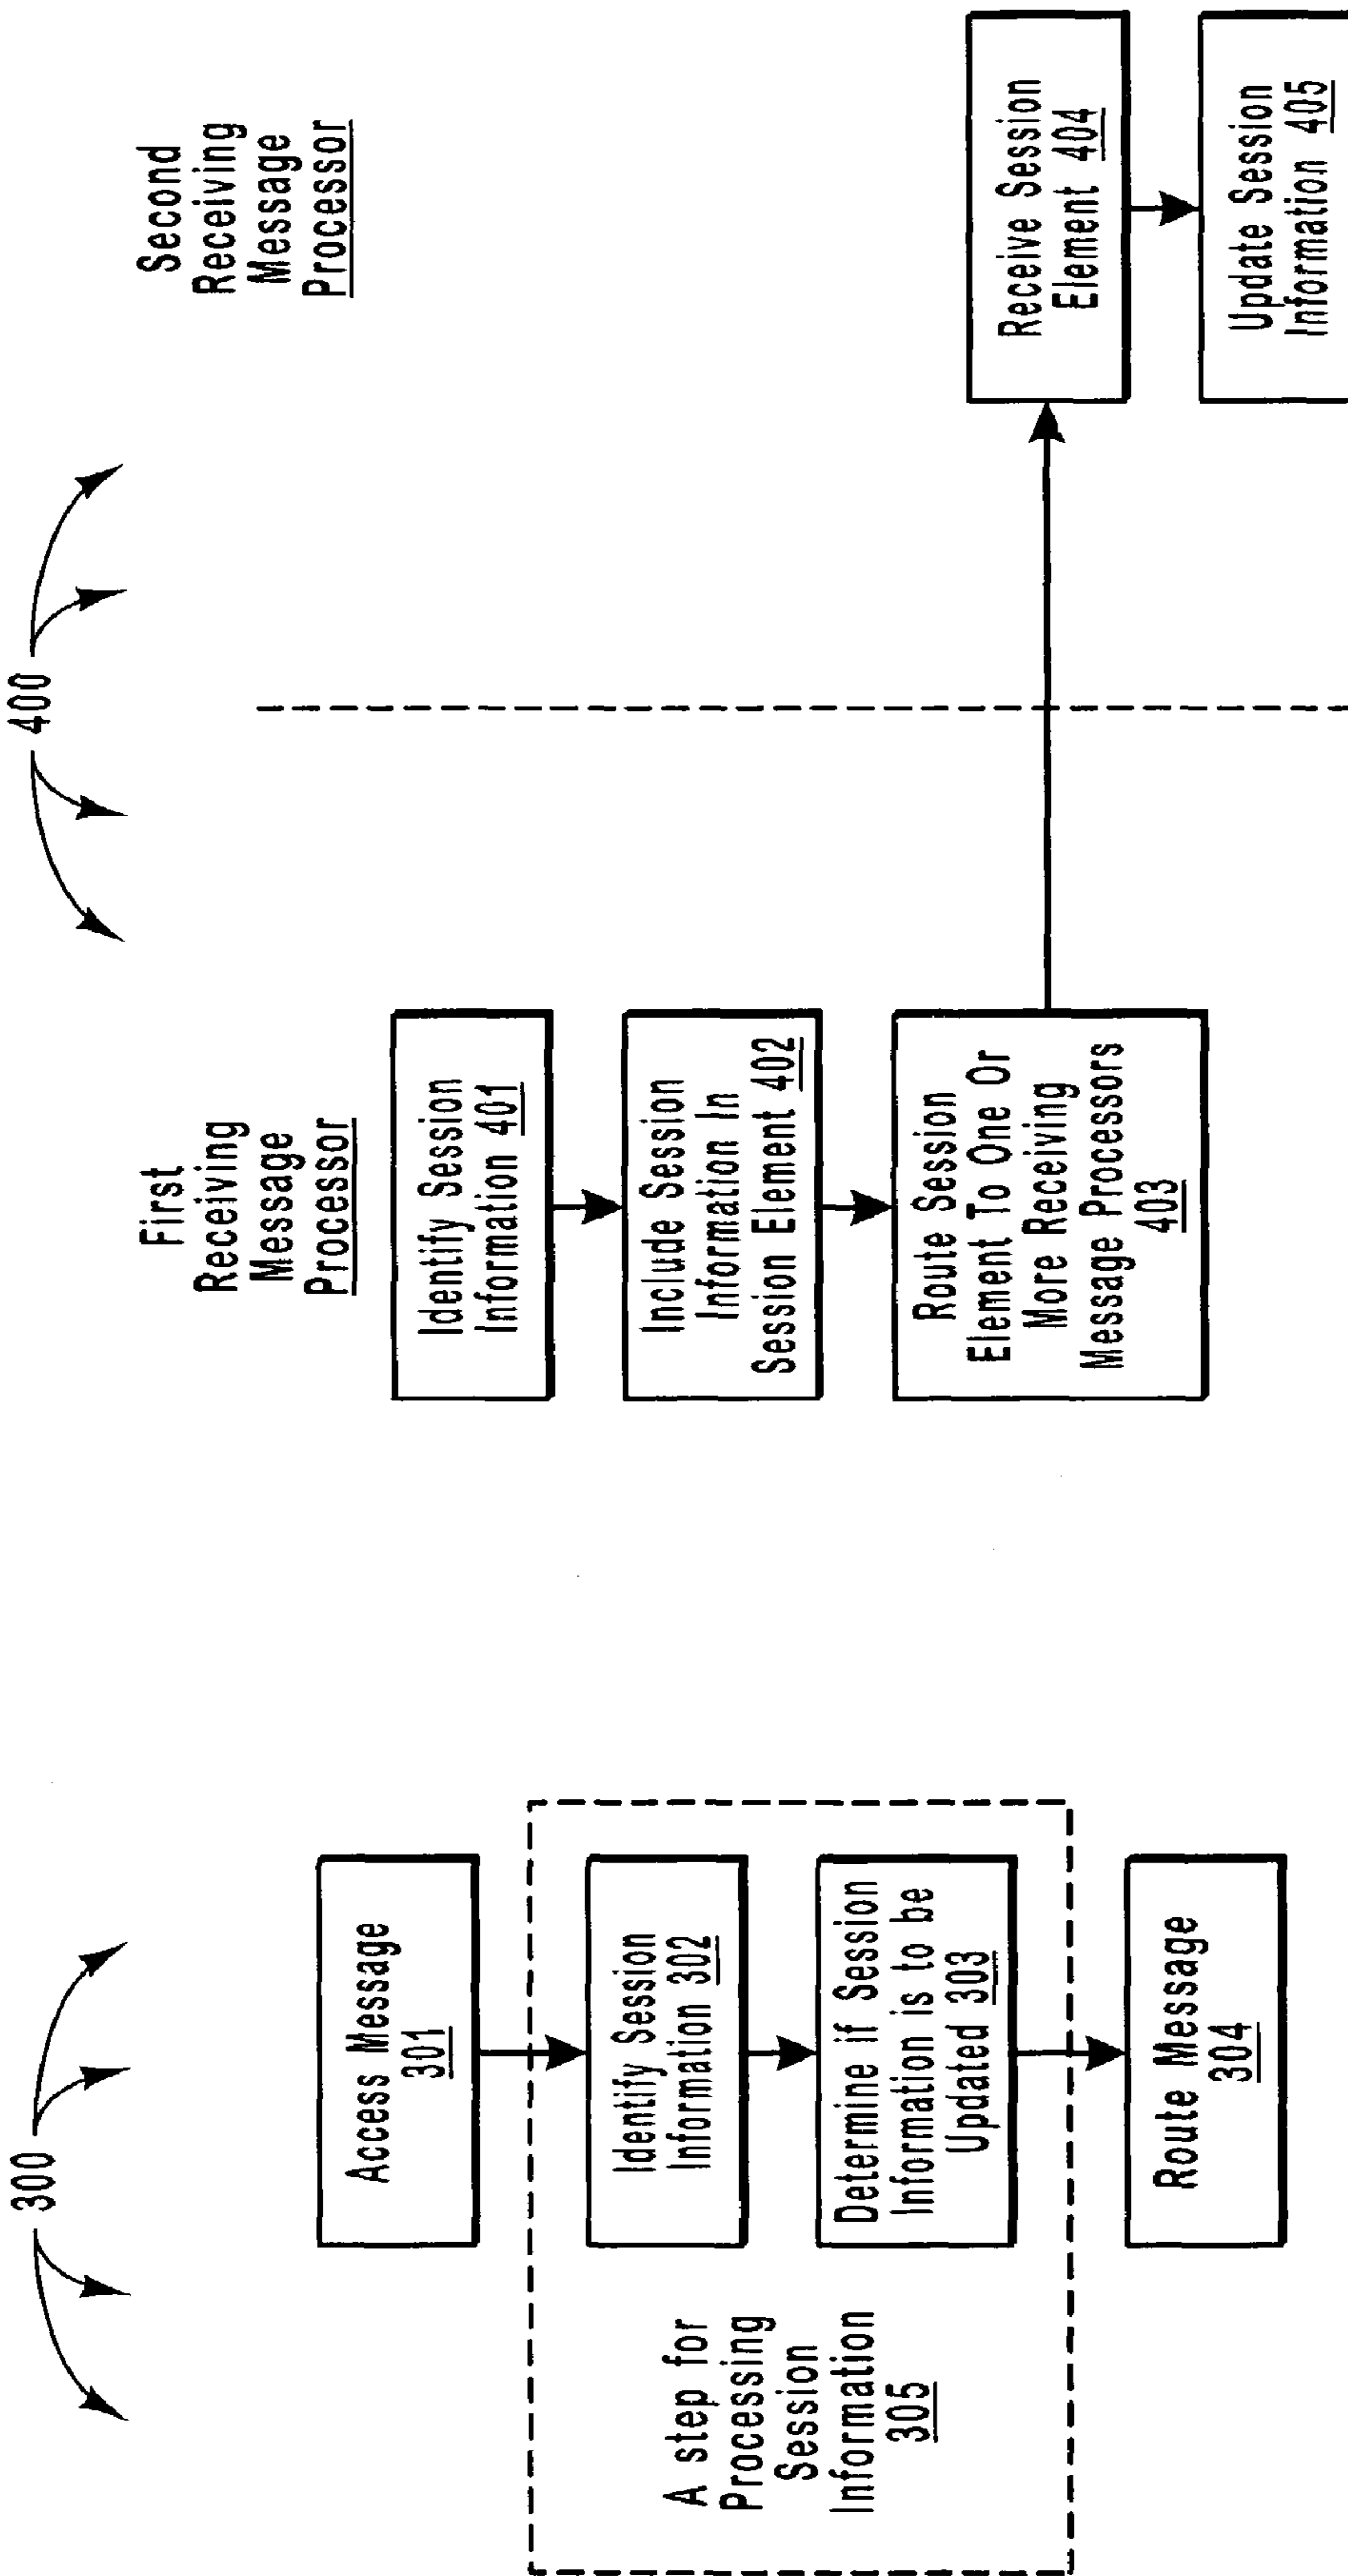 300
Access Message
301
Identify Session
Information 302
Determine if Session
Information is to be
Updated 303
A step for
Processing
Session
Information
305
Route Message
304
400
First
Receiving
Message
Processor
Second
Receiving
Message
Processor
Identify Session
Information 401
Include Session
Information In
Session Element 402
Route Session
Element To One Or
More Receiving
Message Processors
403
Receive Session
Element 404
Update Session
Information 405